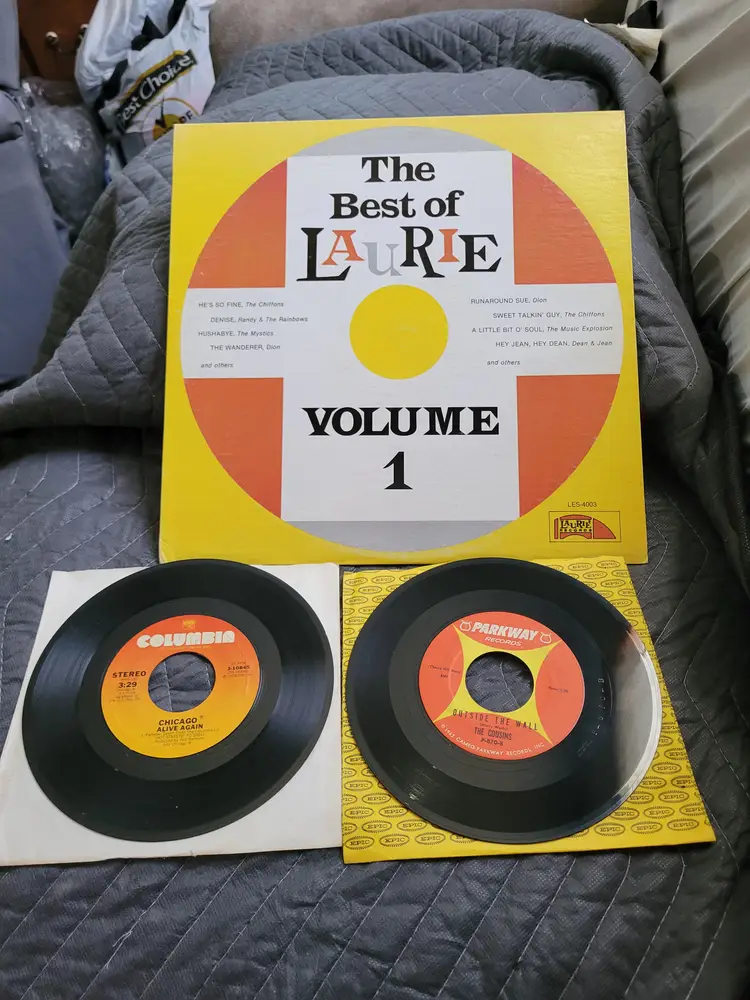 Best Choice
The
Best of
LAURIE
HE'S SO FINE, The Chiffons
DENISE, Randy & The Rainbows
HUSHABYE, The Mystics
THE WANDERER, Dion
and others
RUNAROUND SUE, Dion
SWEET TALKIN' GUY, The Chiffons
A LITTLE BIT O' SOUL, The Music Explosion
HEY JEAN, HEY DEAN, Dean & Jean
and others
VOLUME
1
LES-4003
LAURIE
RECORDS
COLUMBIA
STEREO
3:29
3-10845
CHICAGO
ALIVE AGAIN
PARKWAY
RECORDS
OUTSIDE THE WALL
THE COUSINS
EPIC